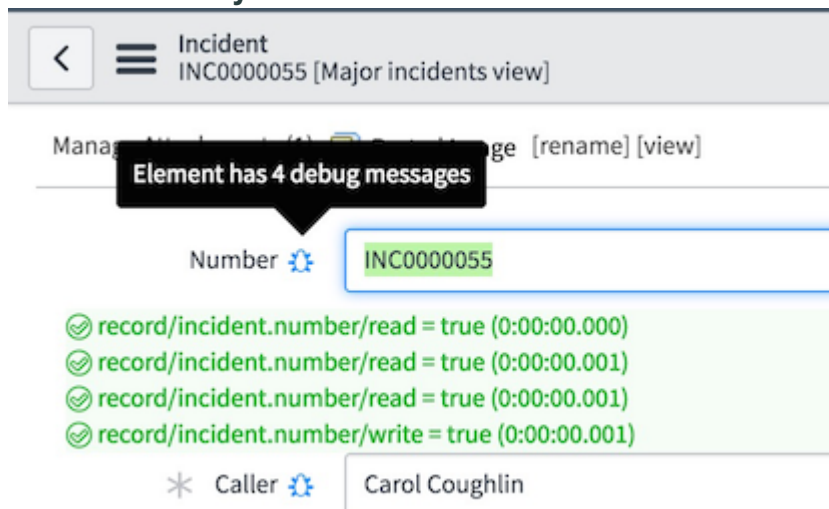 Incident
INC0000055 [Major incidents view]
Manag ge [rename] [view]
Element has 4 debug messages
Number INC0000055
record/incident.number/read = true (0:00:00.000)
record/incident.number/read = true (0:00:00.001)
record/incident.number/read = true (0:00:00.001)
record/incident.number/write = true (0:00:00.001)
Caller Carol Coughlin